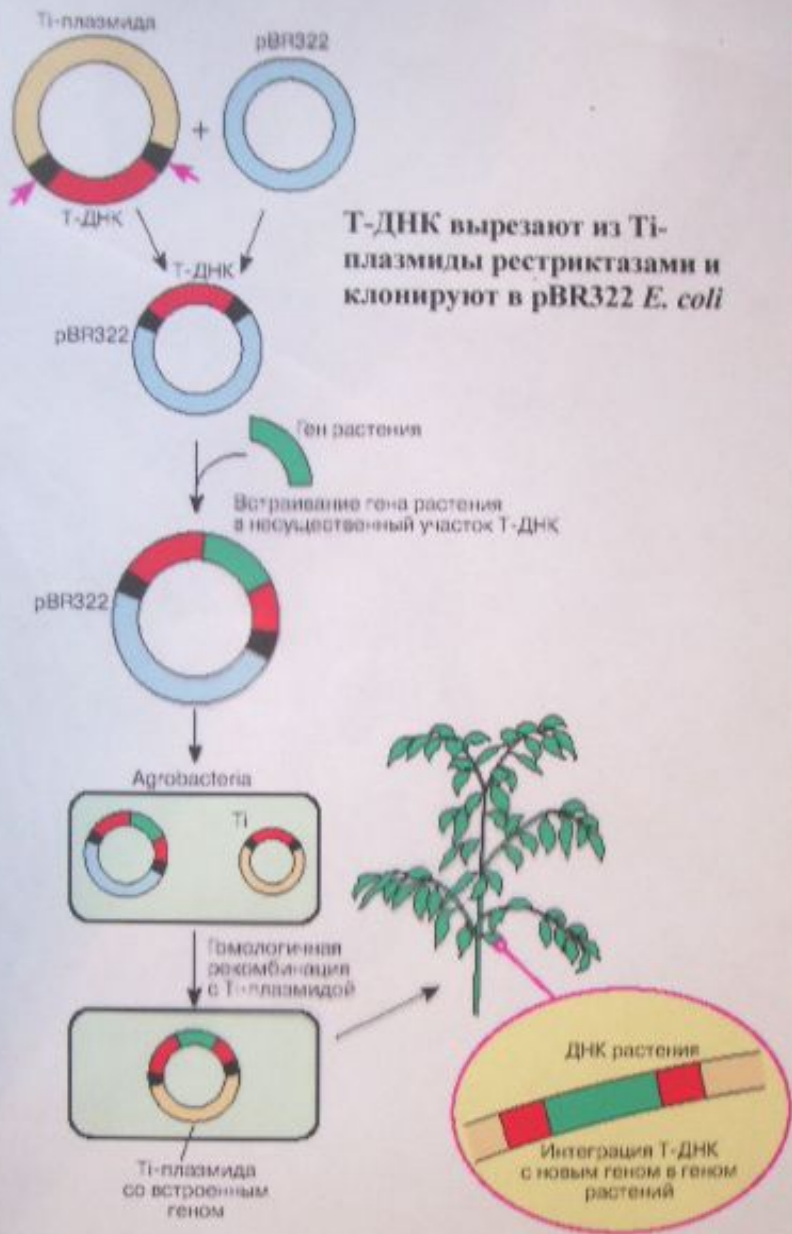 Ti-плазмида
pBR322
+
Т-ДНК
Т-ДНК вырезают из Ti-
плазмиды рестриктазами и
клонируют в pBR322 E. coli
Т-ДНК
pBR322
Ген растения
Встраивание гена растения
в несущественный участок Т-ДНК
pBR322
Agrobacteria
Ti
Гомологичная
рекомбинация
с Ti-плазмидой
ДНК растения
Интеграция Т-ДНК
с новым геном в геном
растений
Ti-плазмида
со встроенным
геном